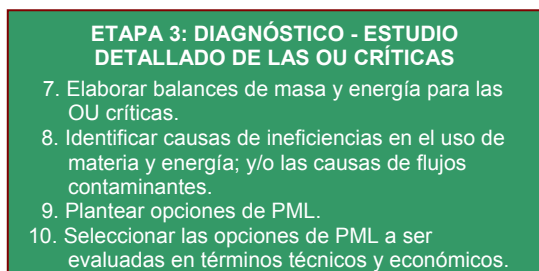 ETAPA 3: DIAGNÓSTICO - ESTUDIO
DETALLADO DE LAS OU CRÍTICAS
7. Elaborar balances de masa y energía para las
OU críticas.
8. Identificar causas de ineficiencias en el uso de
materia y energía; y/o las causas de flujos
contaminantes.
9. Plantear opciones de PML.
10. Seleccionar las opciones de PML a ser
evaluadas en términos técnicos y económicos.